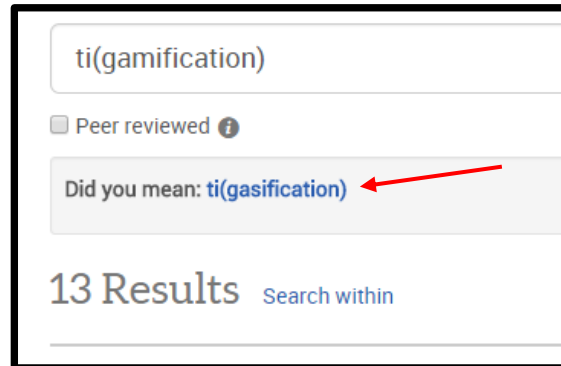 ti(gamification)
Peer reviewed
Did you mean: ti(gasification)
13 Results Search within